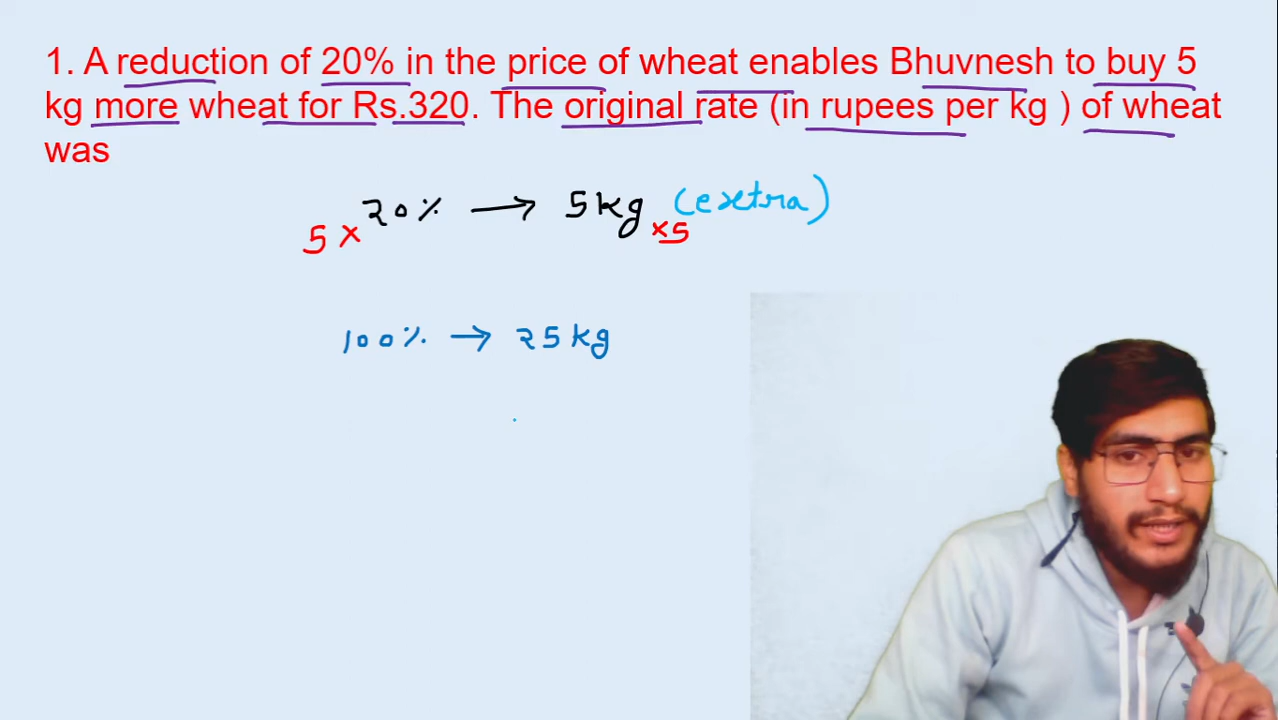 1. A reduction of 20% in the price of wheat enables Bhuvnesh to buy 5
kg more wheat for Rs.320. The original rate (in rupees per kg ) of wheat
was
5 × 20% → 5kg ×5 (extra)
100% → 25kg